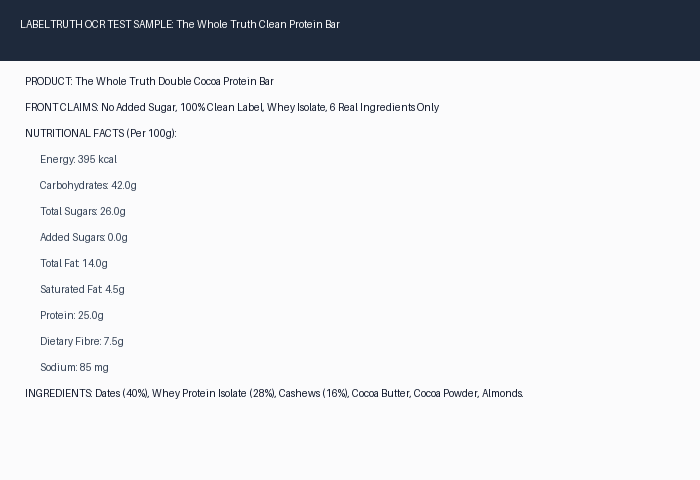 LABELTRUTH OCR TEST SAMPLE: The Whole Truth Clean Protein Bar
PRODUCT: The Whole Truth Double Cocoa Protein Bar
FRONT CLAIMS: No Added Sugar, 100% Clean Label, Whey Isolate, 6 Real Ingredients Only
NUTRITIONAL FACTS (Per 100g):
Energy: 395 kcal
Carbohydrates: 42.0g
Total Sugars: 26.0g
Added Sugars: 0.0g
Total Fat: 14.0g
Saturated Fat: 4.5g
Protein: 25.0g
Dietary Fibre: 7.5g
Sodium: 85 mg
INGREDIENTS: Dates (40%), Whey Protein Isolate (28%), Cashews (16%), Cocoa Butter, Cocoa Powder, Almonds.